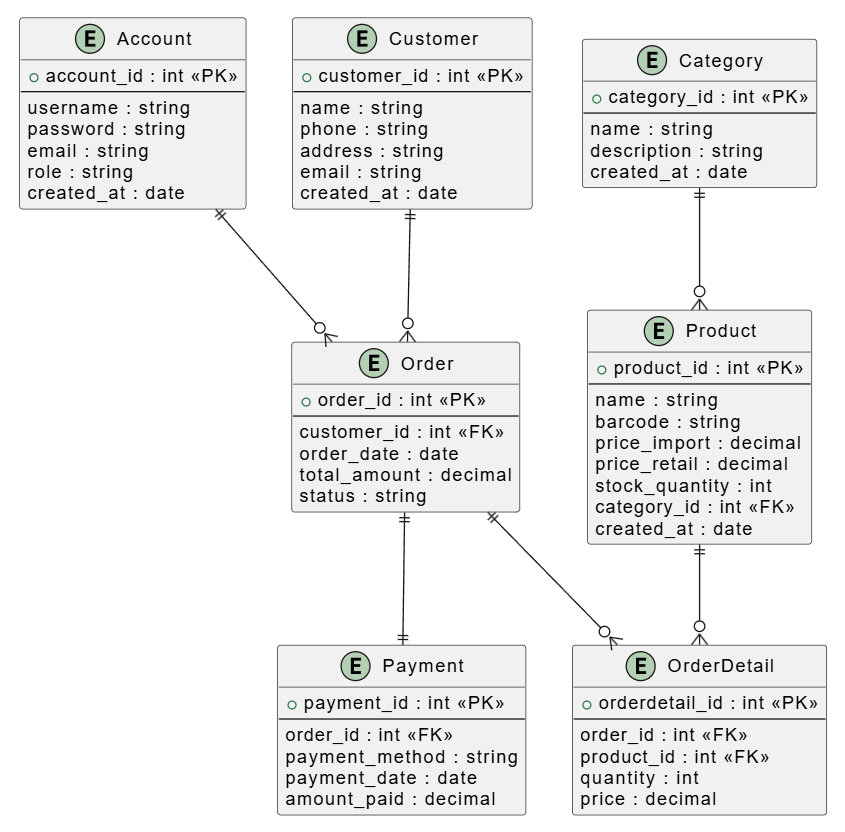 E Account
account_id : int «PK»
username : string
password : string
email : string
role : string
created_at : date
E Customer
customer_id : int «PK»
name : string
phone : string
address : string
email : string
created_at : date
E Category
category_id : int «PK»
name : string
description : string
created_at : date
E Order
order_id : int «PK»
customer_id : int «FK»
order_date : date
total_amount : decimal
status : string
E Product
product_id : int «PK»
name : string
barcode : string
price_import : decimal
price_retail : decimal
stock_quantity : int
category_id : int «FK»
created_at : date
E Payment
payment_id : int «PK»
order_id : int «FK»
payment_method : string
payment_date : date
amount_paid : decimal
E OrderDetail
orderdetail_id : int «PK»
order_id : int «FK»
product_id : int «FK»
quantity : int
price : decimal